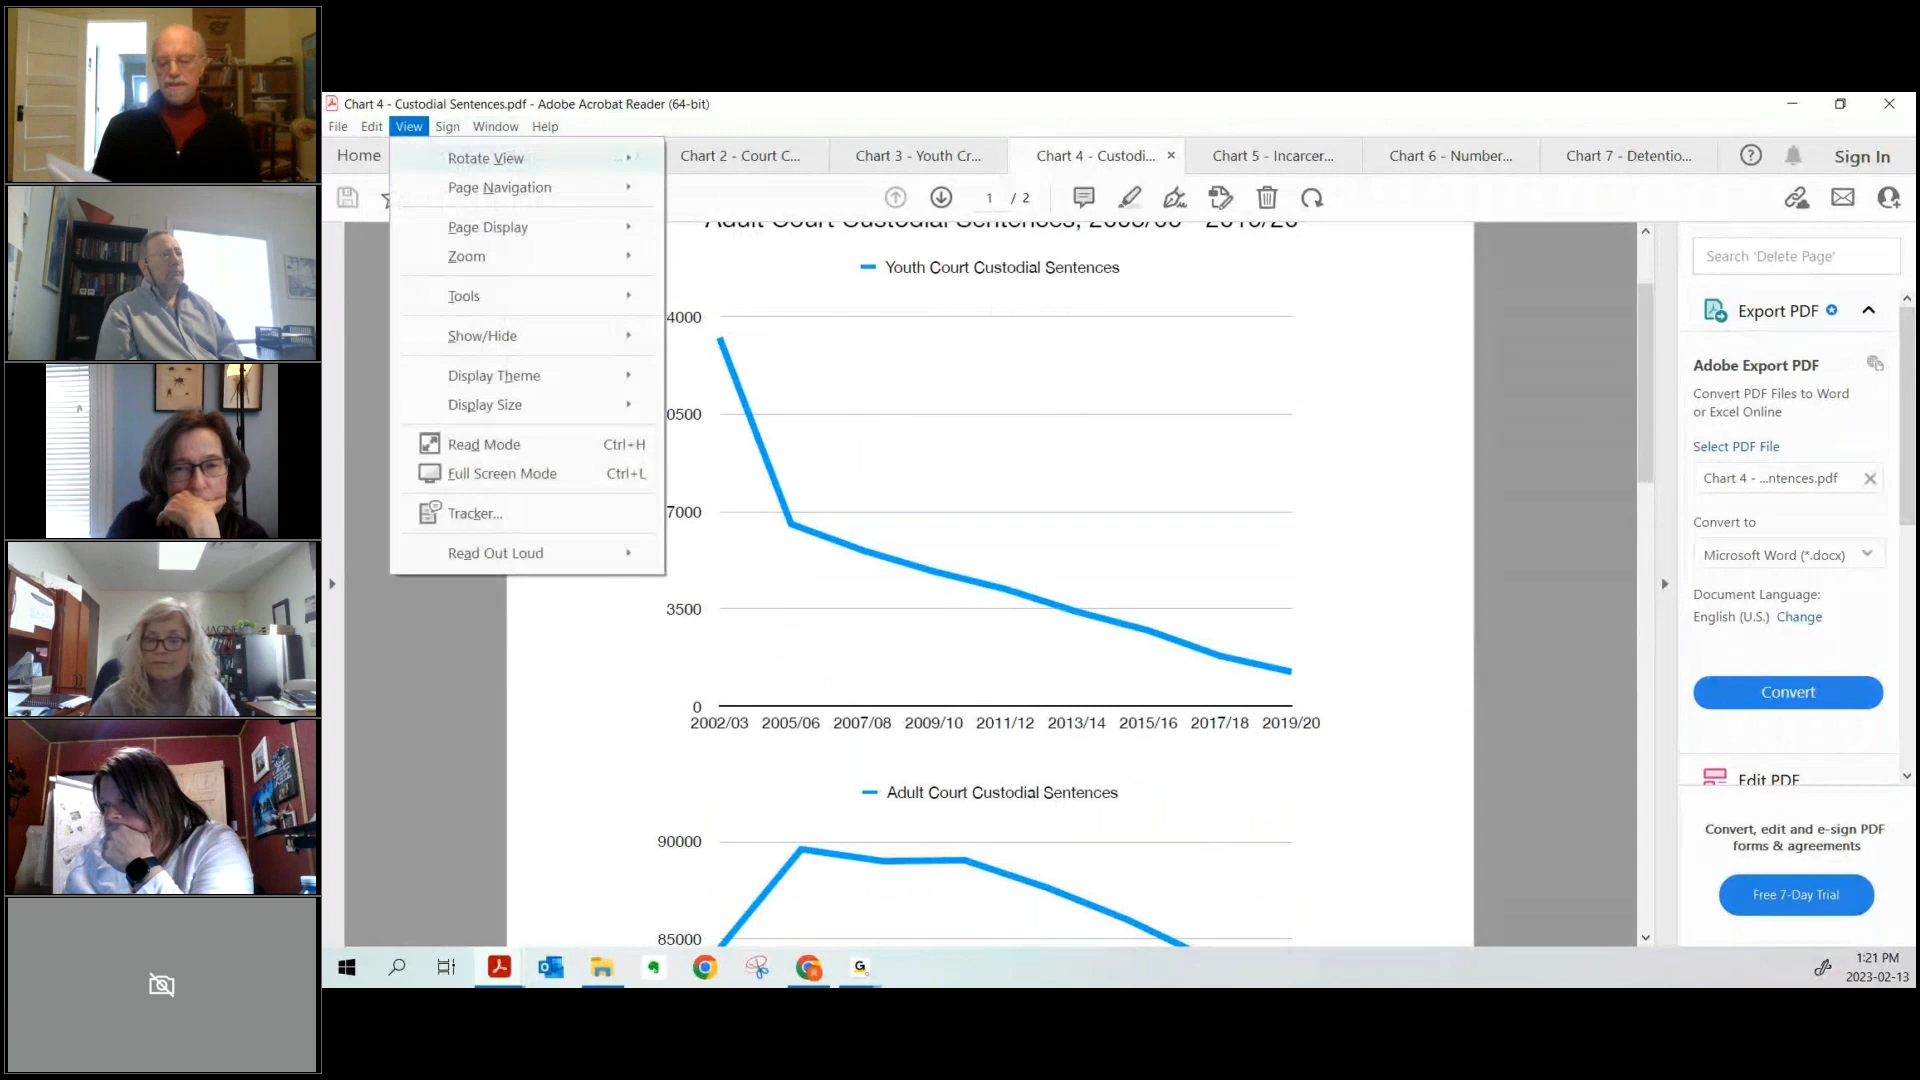 Chart 4 - Custodial Sentences.pdf - Adobe Acrobat Reader (64-bit)
File Edit View Sign Window Help
Home
Chart 2 - Court C...
Chart 3 - Youth Cr...
Chart 4 - Custodi...
Chart 5 - Incarcer...
Chart 6 - Number...
Chart 7 - Detentio...
Sign In
1 / 2
Rotate View
Page Navigation
Page Display
Zoom
Tools
Show/Hide
Display Theme
Display Size
Read Mode Ctrl+H
Full Screen Mode Ctrl+L
Tracker...
Read Out Loud
Adult Court Custodial Sentences,
Youth Court Custodial Sentences
4000
0500
7000
3500
0
2002/03 2005/06 2007/08 2009/10 2011/12 2013/14 2015/16 2017/18 2019/20
Adult Court Custodial Sentences
90000
85000
Search 'Delete Page'
Export PDF
Adobe Export PDF
Convert PDF Files to Word
or Excel Online
Select PDF File
Chart 4 - ...ntences.pdf
Convert to
Microsoft Word (*.docx)
Document Language:
English (U.S.) Change
Convert
Edit PDF
Convert, edit and e-sign PDF
forms & agreements
Free 7-Day Trial
1:21 PM
2023-02-13